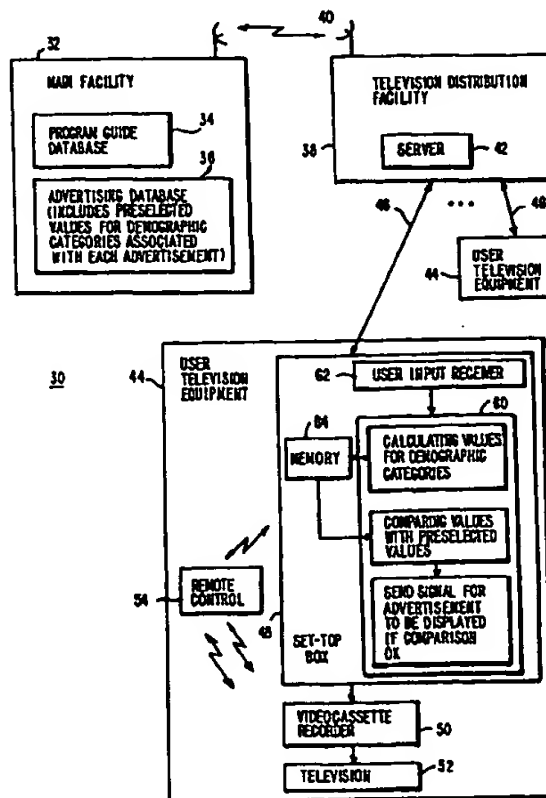 40
32
MAIN FACILITY
34
PROGRAM GUIDE
DATABASE
36
ADVERTISING DATABASE
(INCLUDES PRESELECTED
VALUES FOR DEMOGRAPHIC
CATEGORIES ASSOCIATED
WITH EACH ADVERTISEMENT)
TELEVISION DISTRIBUTION
FACILITY
38
SERVER
42
46
...
46
44
USER
TELEVISION
EQUIPMENT
30
44
USER
TELEVISION
EQUIPMENT
62
USER INPUT RECEIVER
60
64
MEMORY
CALCULATING VALUES
FOR DEMOGRAPHIC
CATEGORIES
COMPARING VALUES
WITH PRESELECTED
VALUES
REMOTE
CONTROL
54
48
SEND SIGNAL FOR
ADVERTISEMENT
TO BE DISPLAYED
IF COMPARISON
OK
SET-TOP
BOX
VIDEOCASSETTE
RECORDER
50
TELEVISION
52